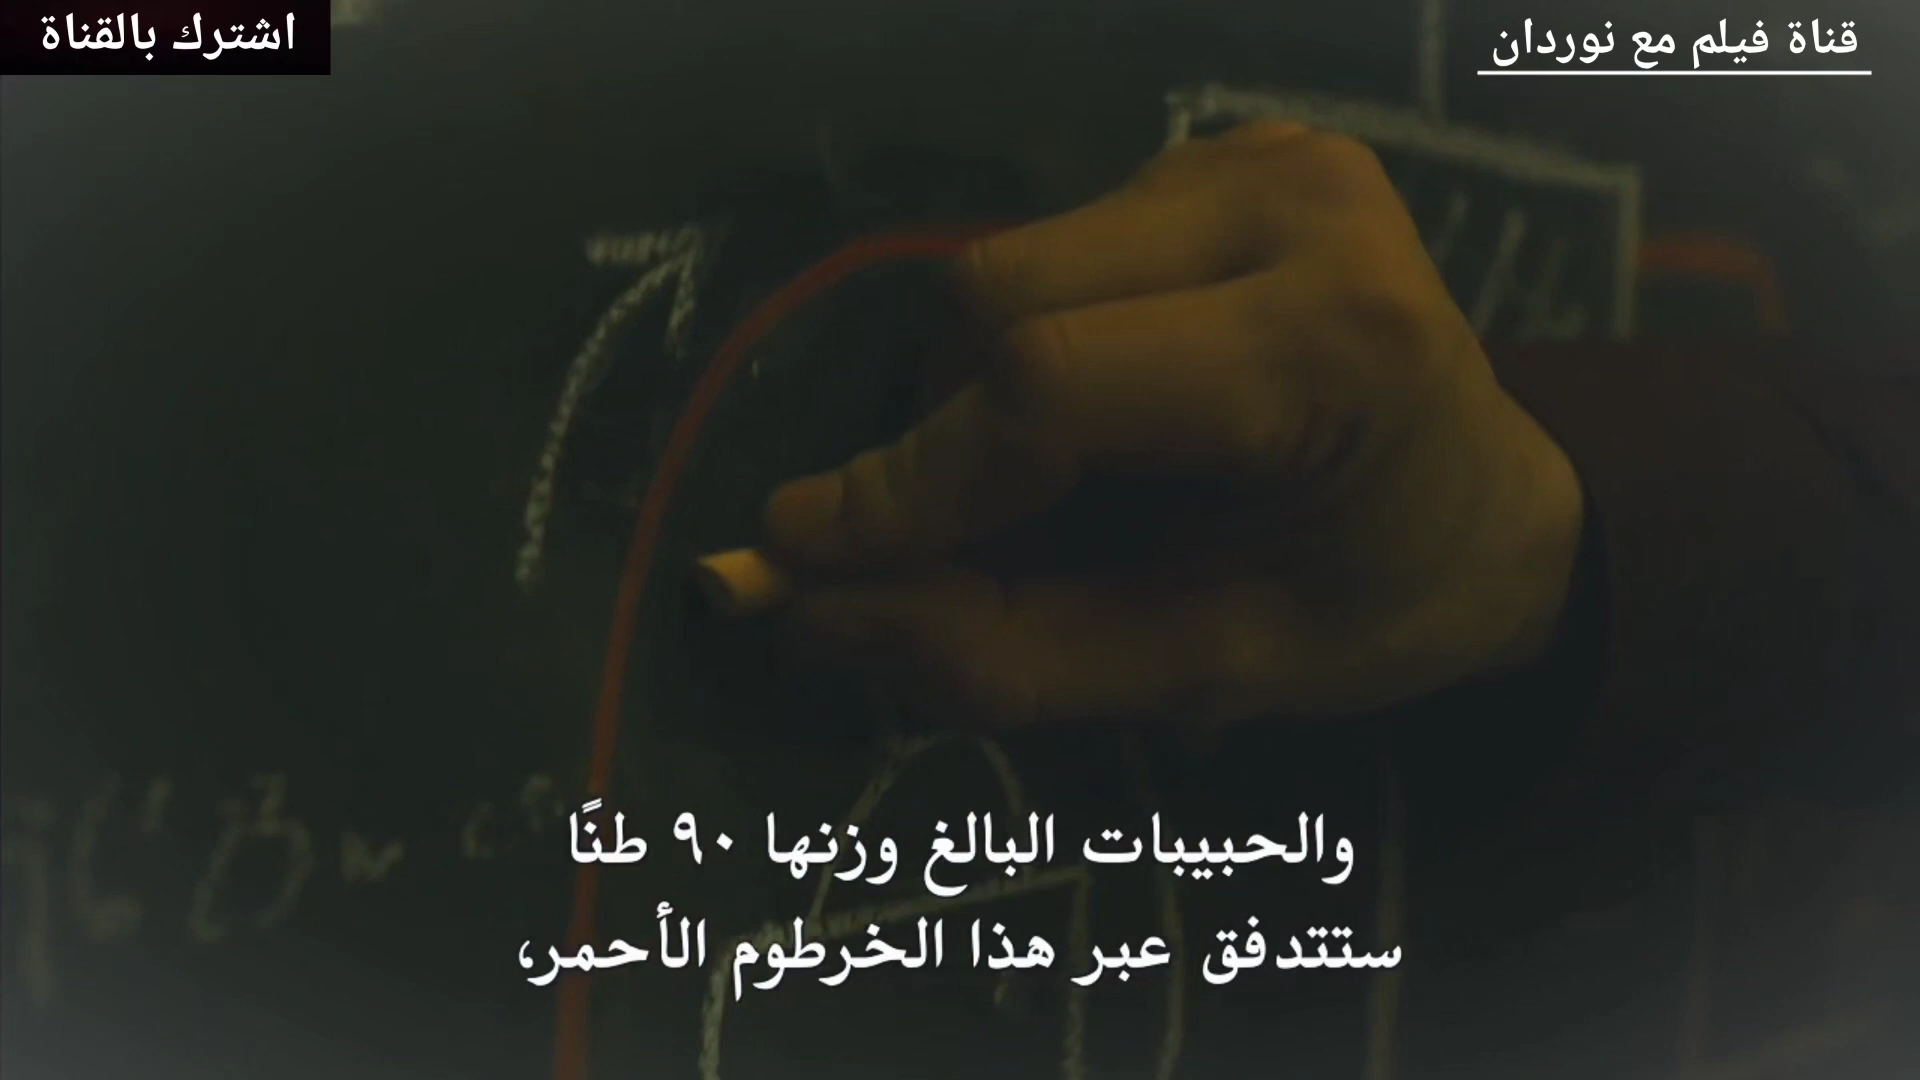 اشترك بالقناة
قناة فيلم مع نوردان
والحبيبات البالغ وزنها ٩٠ طنًا
ستتدفق عبر هذا الخرطوم الأحمر،